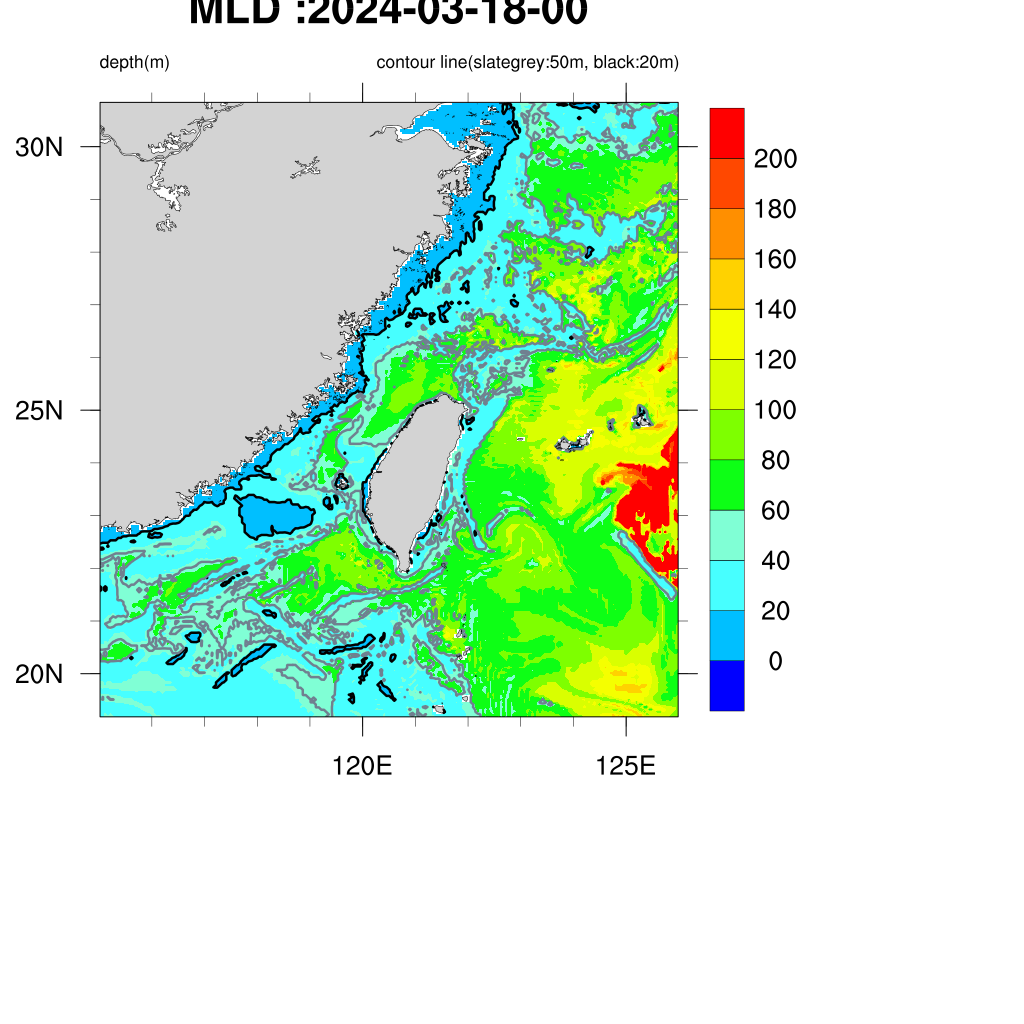 MLD :2024-03-18-00
depth(m)
contour line(slategrey:50m, black:20m)
30N
25N
20N
120E
125E
200
180
160
140
120
100
80
60
40
20
0